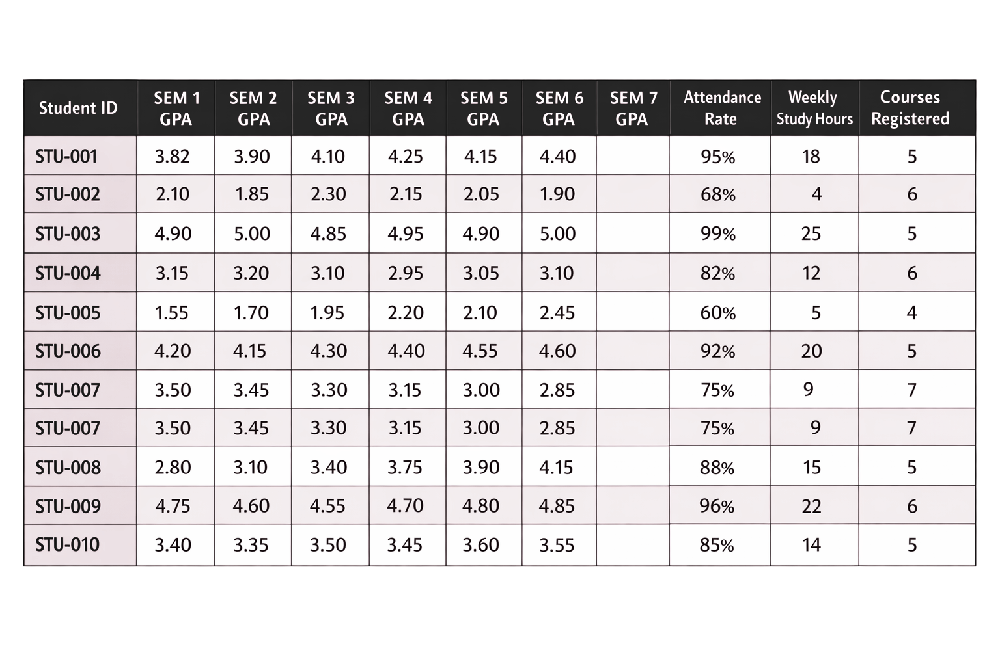 Student ID SEM 1 GPA SEM 2 GPA SEM 3 GPA SEM 4 GPA SEM 5 GPA SEM 6 GPA SEM 7 GPA Attendance Rate Weekly Study Hours Courses Registered
STU-001 3.82 3.90 4.10 4.25 4.15 4.40 95% 18 5
STU-002 2.10 1.85 2.30 2.15 2.05 1.90 68% 4 6
STU-003 4.90 5.00 4.85 4.95 4.90 5.00 99% 25 5
STU-004 3.15 3.20 3.10 2.95 3.05 3.10 82% 12 6
STU-005 1.55 1.70 1.95 2.20 2.10 2.45 60% 5 4
STU-006 4.20 4.15 4.30 4.40 4.55 4.60 92% 20 5
STU-007 3.50 3.45 3.30 3.15 3.00 2.85 75% 9 7
STU-007 3.50 3.45 3.30 3.15 3.00 2.85 75% 9 7
STU-008 2.80 3.10 3.40 3.75 3.90 4.15 88% 15 5
STU-009 4.75 4.60 4.55 4.70 4.80 4.85 96% 22 6
STU-010 3.40 3.35 3.50 3.45 3.60 3.55 85% 14 5